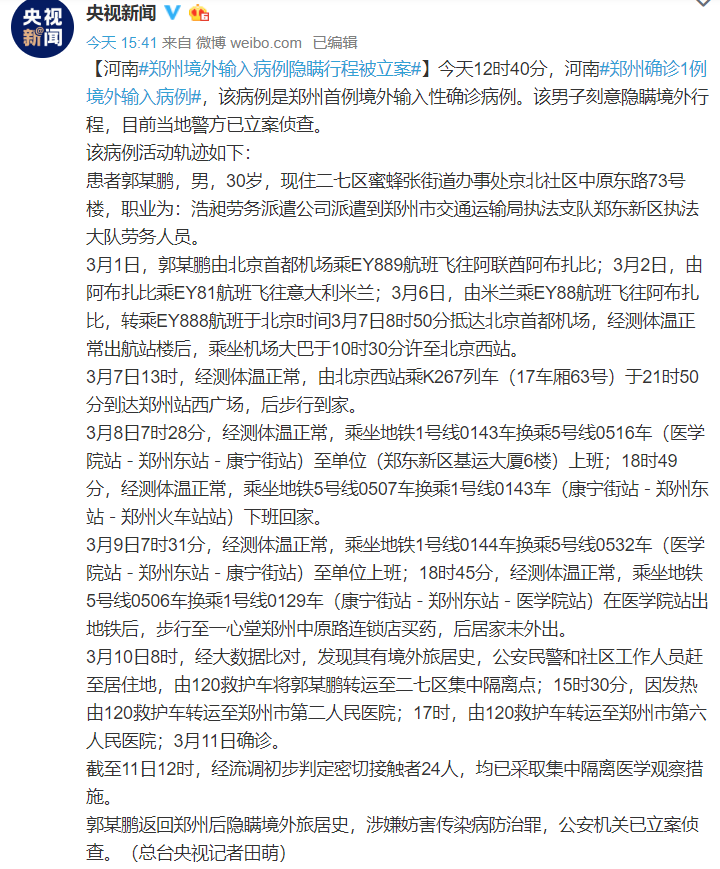 央视
新闻
央视新闻
今天 15:41 来自 微博 weibo.com 已编辑
【河南#郑州境外输入病例隐瞒行程被立案#】今天12时40分，河南#郑州确诊1例
境外输入病例#，该病例是郑州首例境外输入性确诊病例。该男子刻意隐瞒境外行
程，目前当地警方已立案侦查。
该病例活动轨迹如下：
患者郭某鹏，男，30岁，现住二七区蜜蜂张街道办事处京北社区中原东路73号
楼，职业为：浩昶劳务派遣公司派遣到郑州市交通运输局执法支队郑东新区执法
大队劳务人员。
3月1日，郭某鹏由北京首都机场乘EY889航班飞往阿联酋阿布扎比；3月2日，由
阿布扎比乘EY81航班飞往意大利米兰；3月6日，由米兰乘EY88航班飞往阿布扎
比，转乘EY888航班于北京时间3月7日8时50分抵达北京首都机场，经测体温正
常出航站楼后，乘坐机场大巴于10时30分许至北京西站。
3月7日13时，经测体温正常，由北京西站乘K267列车（17车厢63号）于21时50
分到达郑州站西广场，后步行到家。
3月8日7时28分，经测体温正常，乘坐地铁1号线0143车换乘5号线0516车（医学
院站－郑州东站－康宁街站）至单位（郑东新区基运大厦6楼）上班；18时49
分，经测体温正常，乘坐地铁5号线0507车换乘1号线0143车（康宁街站－郑州东
站－郑州火车站站）下班回家。
3月9日7时31分，经测体温正常，乘坐地铁1号线0144车换乘5号线0532车（医学
院站－郑州东站－康宁街站）至单位上班；18时45分，经测体温正常，乘坐地铁
5号线0506车换乘1号线0129车（康宁街站－郑州东站－医学院站）在医学院站出
地铁后，步行至一心堂郑州中原路连锁店买药，后居家未外出。
3月10日8时，经大数据比对，发现其有境外旅居史，公安民警和社区工作人员赶
至居住地，由120救护车将郭某鹏转运至二七区集中隔离点；15时30分，因发热
由120救护车转运至郑州市第二人民医院；17时，由120救护车转运至郑州市第六
人民医院；3月11日确诊。
截至11日12时，经流调初步判定密切接触者24人，均已采取集中隔离医学观察措
施。
郭某鹏返回郑州后隐瞒境外旅居史，涉嫌妨害传染病防治罪，公安机关已立案侦
查。（总台央视记者田萌）